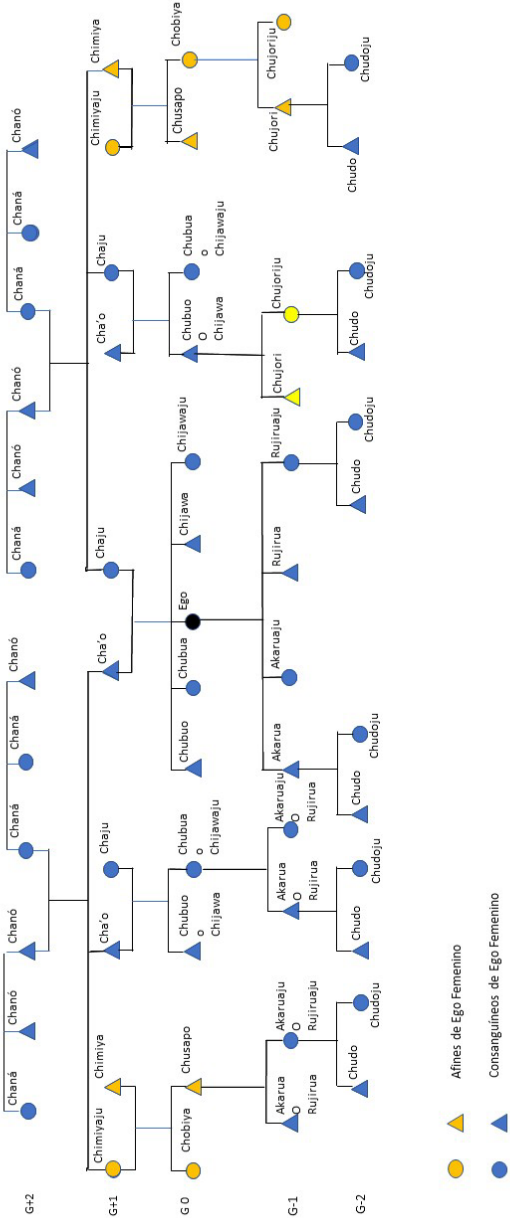 G+2
Chaná
Chanó
Chanó
Chaná
Chaná
Chanó
Chaná
Chanó
Chanó
Chaná
Chaná
Chanó
G+1
Chimiyaju
Chimiya
Cha'o
Chaju
Cha'o
Chaju
Cha'o
Chaju
Chimiyaju
Chimiya
G 0
Chobiya
Chusapo
Chubuo
o
Chijawa
Chubua
o
Chijawaju
Chubuo
Chubua
Ego
Chijawa
Chijawaju
Chubuo
O
Chijawa
Chubua
o
Chijawaju
Chusapo
Chobiya
G-1
Akarua
O
Rujirua
Akaruaju
O
Rujiruaju
Akarua
O
Rujirua
Akaruaju
O
Rujirua
Akarua
Akaruaju
Rujirua
Rujiruaju
Chujori
Chujoriju
Chujori
Chujoriju
G-2
Chudo
Chudoju
Chudo
Chudoju
Chudo
Chudoju
Chudo
Chudoju
Chudo
Chudoju
Chudo
Chudoju
Afines de Ego Femenino
Consanguíneos de Ego Femenino